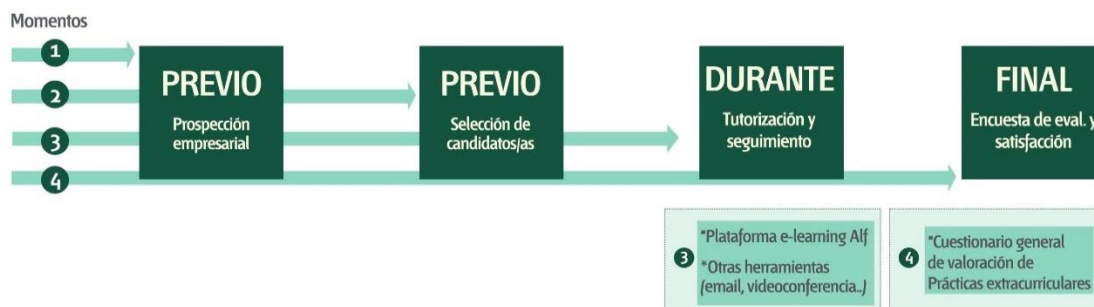 Momentos
1
2
3
4
PREVIO
Prospección
empresarial
PREVIO
Selección de
candidatos/as
DURANTE
Tutorización y
seguimiento
FINAL
Encuesta de eval. y
satisfacción
3
*Plataforma e-learning Alf
*Otras herramientas
(email, videoconferencia..)
4
*Cuestionario general
de valoración de
Prácticas extracurriculares